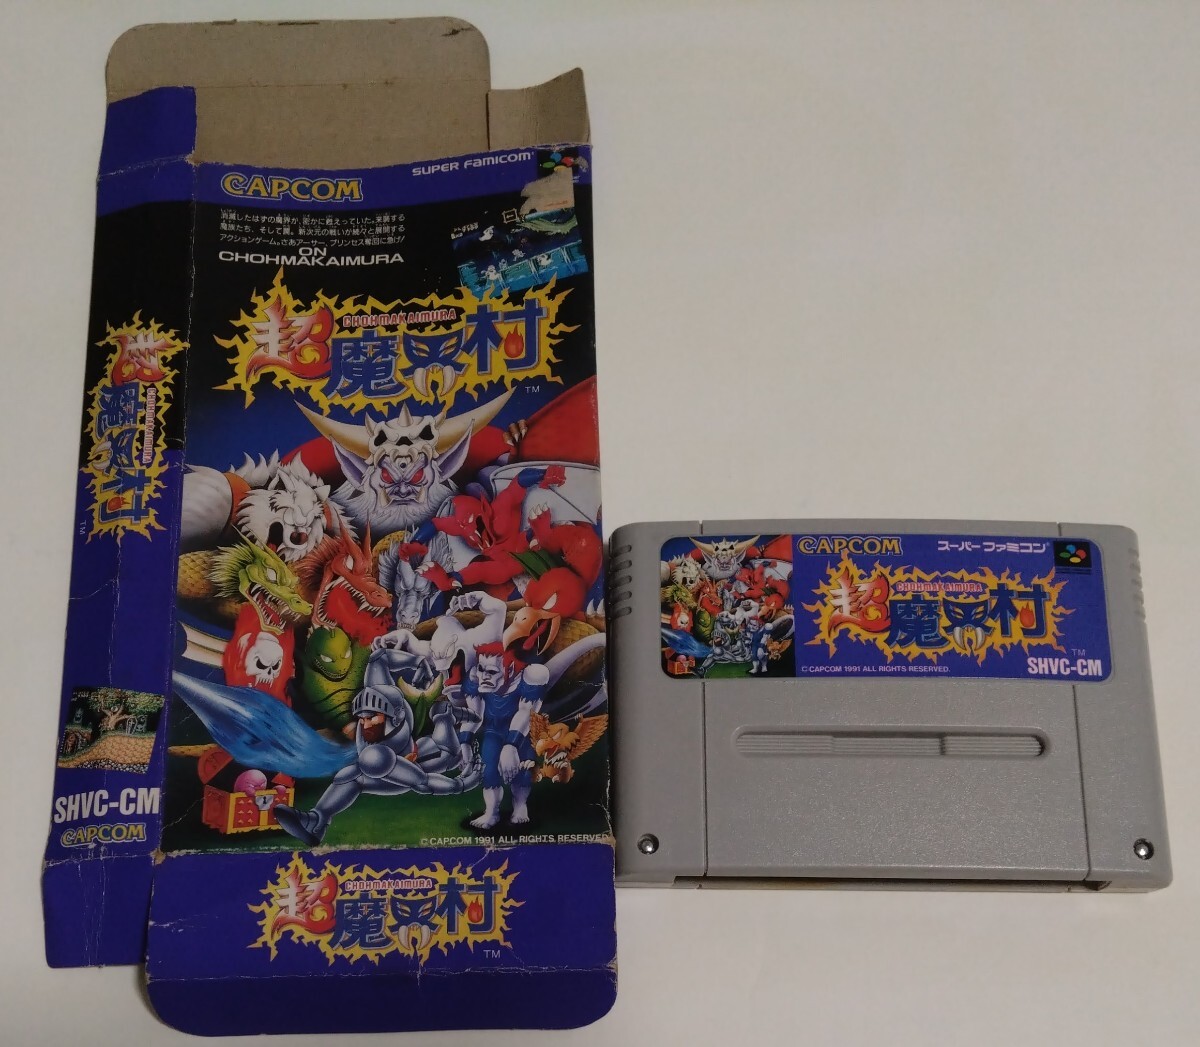 CAPCOM
SUPER FAMICOM
消滅したはずの魔界が、密かに甦えっていた。来襲する
魔族たち、そして罠。新次元の戦いが続々と展開する
アクションゲーム。さあアーサー、プリンセス奪回に急げ!
ON
CHOHMAKAIMURA
CHOHMAKAIMURA
超魔界村
TM
© CAPCOM 1991 ALL RIGHTS RESERVED
CHOHMAKAIMURA
超魔界村
TM
SHVC-CM
CAPCOM
CHOHMAKAIMURA
超魔界村
TM
CAPCOM
スーパーファミコン
CHOHMAKAIMURA
超魔界村
TM
© CAPCOM 1991 ALL RIGHTS RESERVED.
SHVC-CM